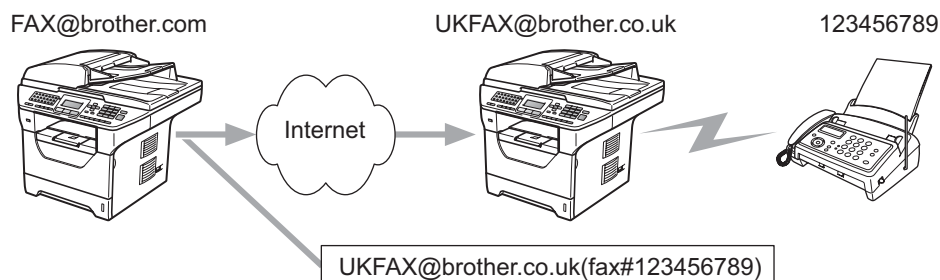 FAX@brother.com
UKFAX@brother.co.uk
123456789
Internet
UKFAX@brother.co.uk(fax#123456789)